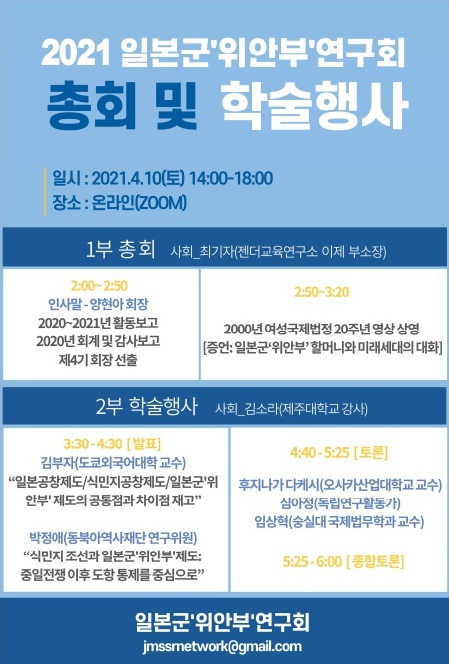 2021 일본군'위안부'연구회
총회 및 학술행사
일시 : 2021.4.10(토) 14:00-18:00
장소 : 온라인(ZOOM)
1부 총회 사회_최기자(젠더교육연구소 이제 부소장)
2:00~ 2:50
인사말 - 양현아 회장
2020~2021년 활동보고
2020년 회계 및 감사보고
제4기 회장 선출
2:50~3:20
2000년 여성국제법정 20주년 영상 상영
[증언: 일본군‘위안부’ 할머니와 미래세대의 대화]
2부 학술행사 사회_김소라(제주대학교 강사)
3:30 - 4:30 [ 발표]
김부자(도쿄외국어대학 교수)
“일본공창제도/식민지공창제도/일본군'위
안부' 제도의 공통점과 차이점 재고”
박정애(동북아역사재단 연구위원)
“식민지 조선과 일본군'위안부'제도:
중일전쟁 이후 도항 통제를 중심으로”
4:40 - 5:25 [ 토론]
후지나가 다케시(오사카산업대학교 교수)
심아정(독립연구활동가)
임상혁(숭실대 국제법무학과 교수)
5:25 - 6:00 [ 종합토론]
일본군'위안부'연구회
jmssrnetwork@gmail.com